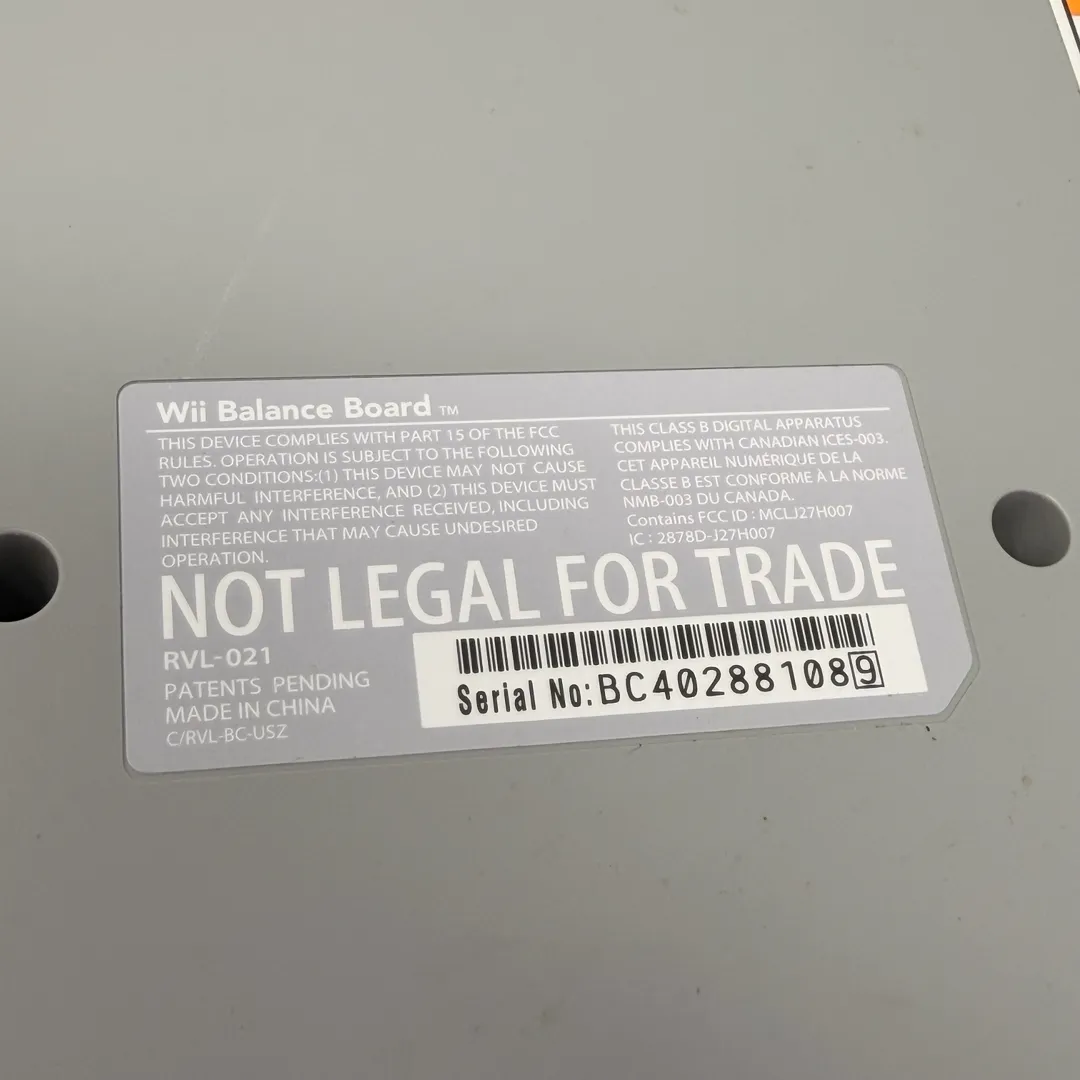 Wii Balance Board TM
THIS DEVICE COMPLIES WITH PART 15 OF THE FCC
RULES. OPERATION IS SUBJECT TO THE FOLLOWING
TWO CONDITIONS:(1) THIS DEVICE MAY NOT CAUSE
HARMFUL INTERFERENCE, AND (2) THIS DEVICE MUST
ACCEPT ANY INTERFERENCE RECEIVED, INCLUDING
INTERFERENCE THAT MAY CAUSE UNDESIRED
OPERATION.
THIS CLASS B DIGITAL APPARATUS
COMPLIES WITH CANADIAN ICES-003.
CET APPAREIL NUMÉRIQUE DE LA
CLASSE B EST CONFORME À LA NORME
NMB-003 DU CANADA.
Contains FCC ID : MCLJ27H007
IC : 2878D-J27H007
NOT LEGAL FOR TRADE
RVL-021
PATENTS PENDING
MADE IN CHINA
C/RVL-BC-USZ
Serial No:BC402881089